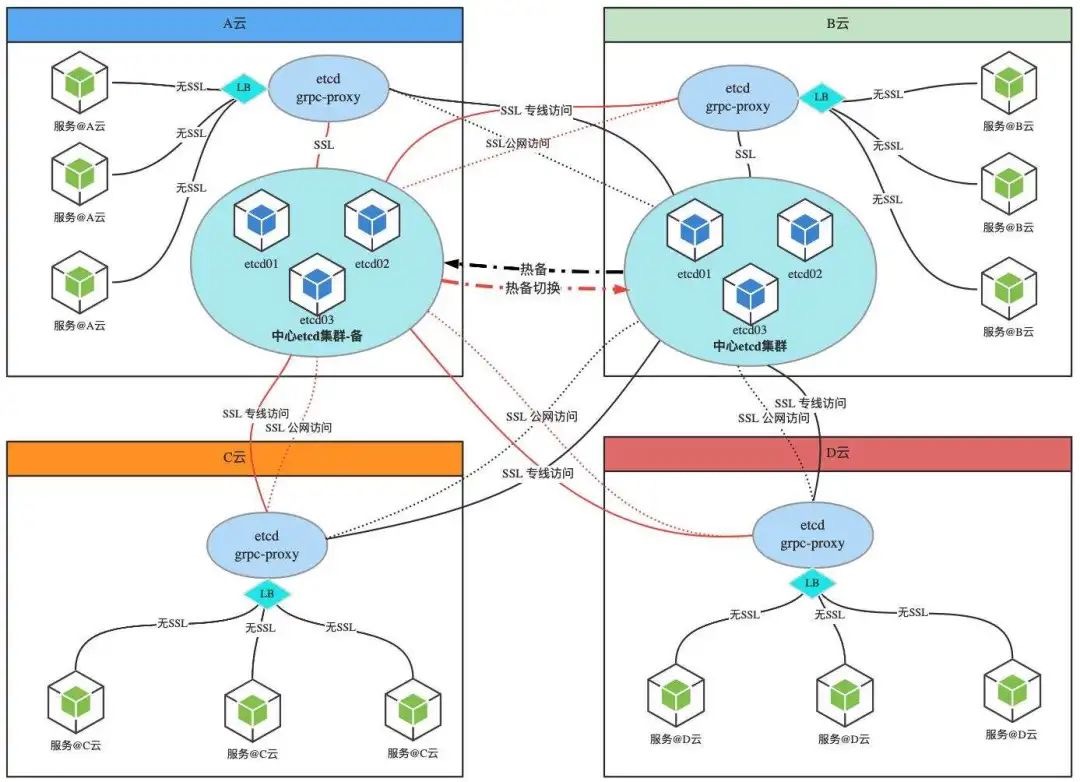 A云
服务@A云
服务@A云
服务@A云
无SSL
无SSL
无SSL
LB
etcd
grpc-proxy
SSL
etcd01
etcd02
etcd03
中心etcd集群-备
SSL 专线访问
SSL公网访问
热备
热备切换
B云
etcd
grpc-proxy
LB
无SSL
无SSL
无SSL
服务@B云
服务@B云
服务@B云
SSL
etcd01
etcd02
etcd03
中心etcd集群
SSL 专线访问
SSL 公网访问
SSL 公网访问
SSL 专线访问
SSL 专线访问
SSL 公网访问
C云
etcd
grpc-proxy
LB
无SSL
无SSL
无SSL
服务@C云
服务@C云
服务@C云
D云
etcd
grpc-proxy
LB
无SSL
无SSL
无SSL
服务@D云
服务@D云
服务@D云